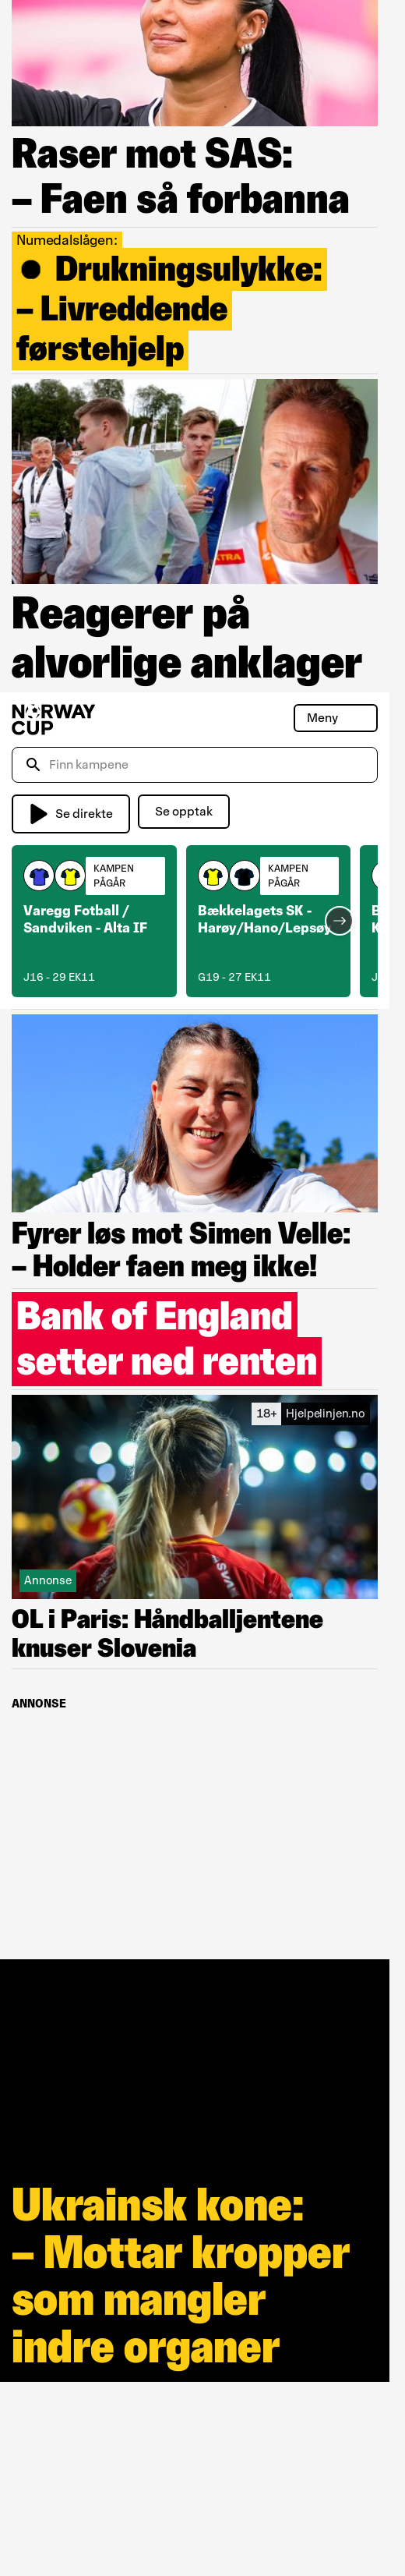 Raser mot SAS:
– Faen så forbanna
Numedalslågen:
Drukningsulykke:
– Livreddende
førstehjelp
Reagerer på
alvorlige anklager
NORWAY
CUP
Meny
Finn kampene
Se direkte
Se opptak
KAMPEN
PÅGÅR
Varegg Fotball /
Sandviken - Alta IF
J16 - 29 EK11
KAMPEN
PÅGÅR
Bækkelagets SK -
Harøy/Hano/Lepsøy
G19 - 27 EK11
Fyrer løs mot Simen Velle:
– Holder faen meg ikke!
Bank of England
setter ned renten
18+ Hjelpelinjen.no
Annonse
OL i Paris: Håndballjentene
knuser Slovenia
ANNONSE
Ukrainsk kone:
– Mottar kropper
som mangler
indre organer